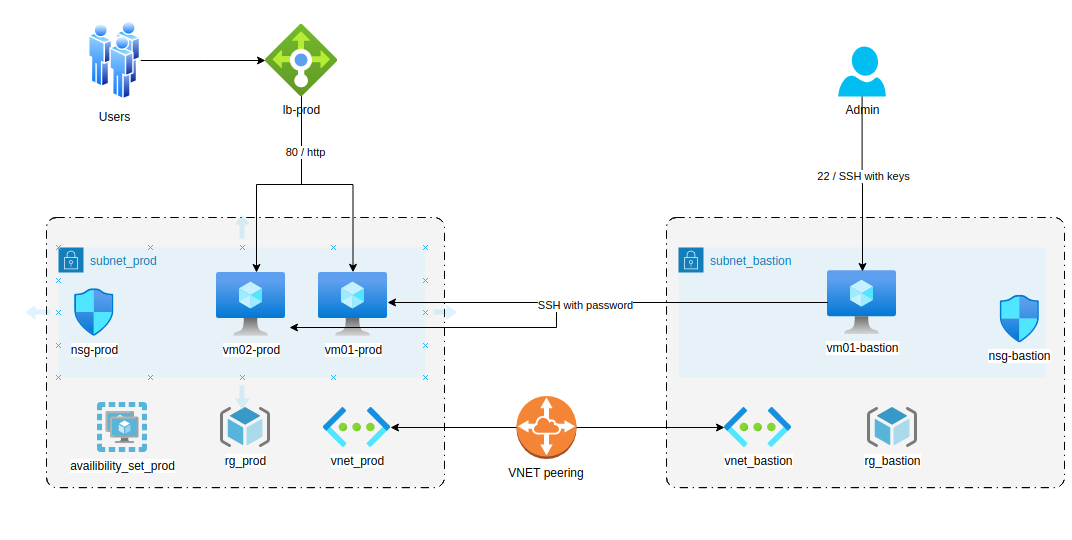 Users
lb-prod
Admin
80 / http
22 / SSH with keys
subnet_prod
subnet_bastion
SSH with password
nsg-prod
vm02-prod
vm01-prod
vm01-bastion
nsg-bastion
availibility_set_prod
rg_prod
vnet_prod
VNET peering
vnet_bastion
rg_bastion